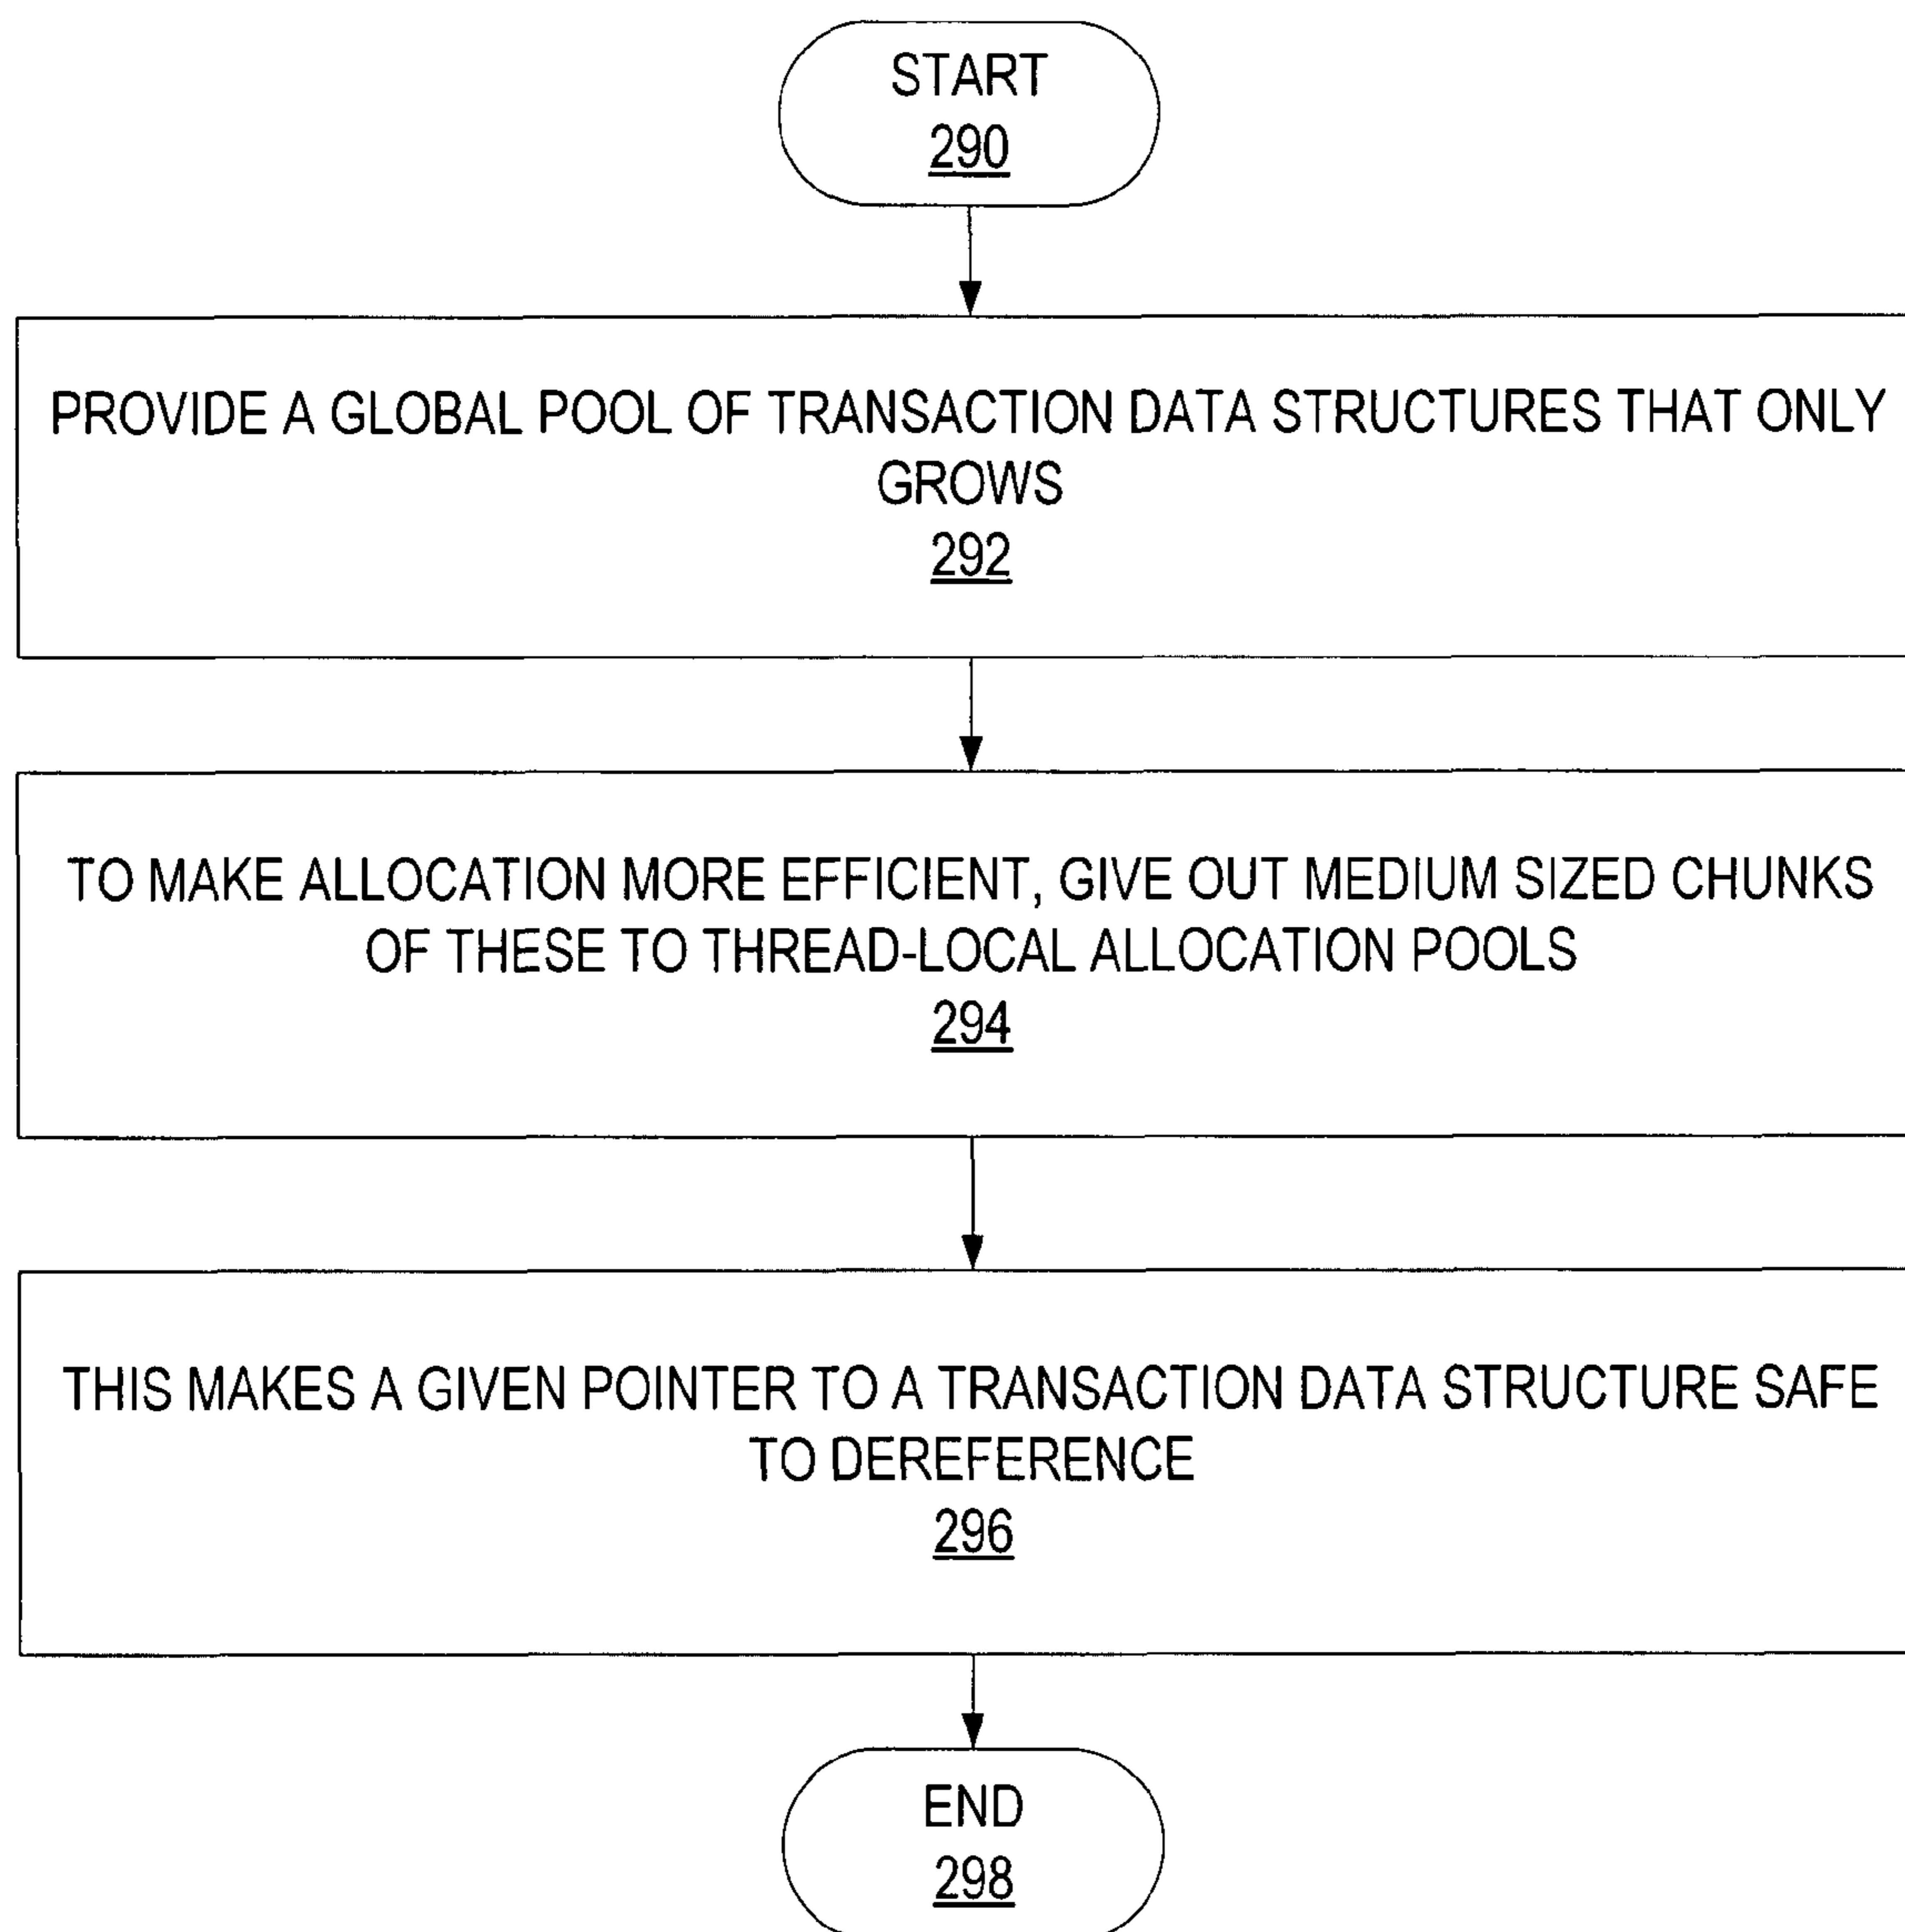 START
290
PROVIDE A GLOBAL POOL OF TRANSACTION DATA STRUCTURES THAT ONLY
GROWS
292
TO MAKE ALLOCATION MORE EFFICIENT, GIVE OUT MEDIUM SIZED CHUNKS
OF THESE TO THREAD-LOCAL ALLOCATION POOLS
294
THIS MAKES A GIVEN POINTER TO A TRANSACTION DATA STRUCTURE SAFE
TO DEREFERENCE
296
END
298